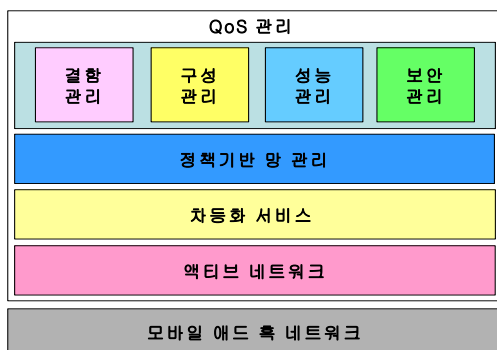 QoS 관리
결함 구성 성능 보안
관리 관리 관리 관리
정책기반 망 관리
차등화 서비스
액티브 네트워크
모바일 애드 혹 네트워크